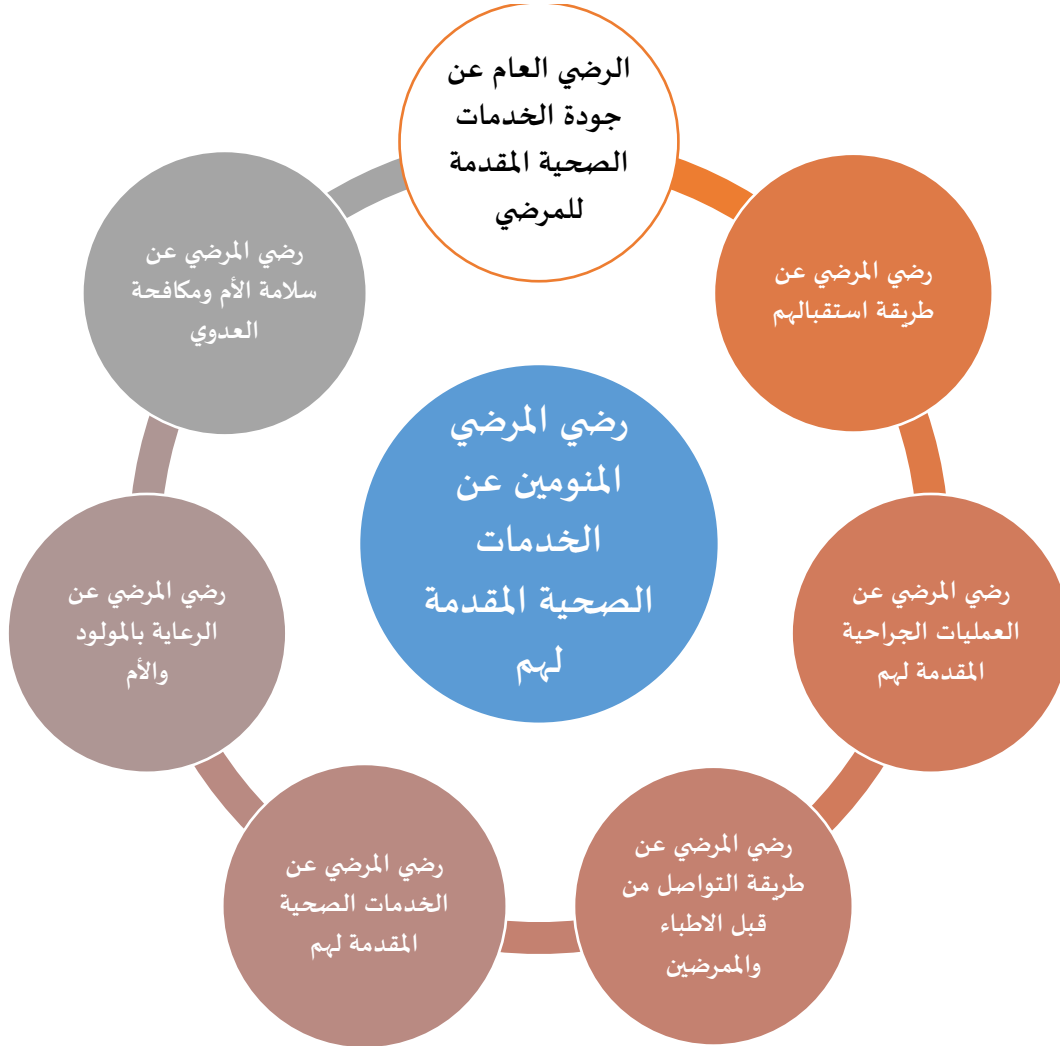 الرضي العام عن
جودة الخدمات
الصحية المقدمة
للمرضي
رضي المرضي عن
طريقة استقبالهم
رضي المرضي عن
العمليات الجراحية
المقدمة لهم
رضي المرضي عن
طريقة التواصل من
قبل الاطباء
والممرضين
رضي المرضي عن
الخدمات الصحية
المقدمة لهم
رضي المرضي عن
الرعاية بالمولود
والأم
رضي المرضي عن
سلامة الأم ومكافحة
العدوي
رضي المرضي
المنومين عن
الخدمات
الصحية المقدمة
لهم